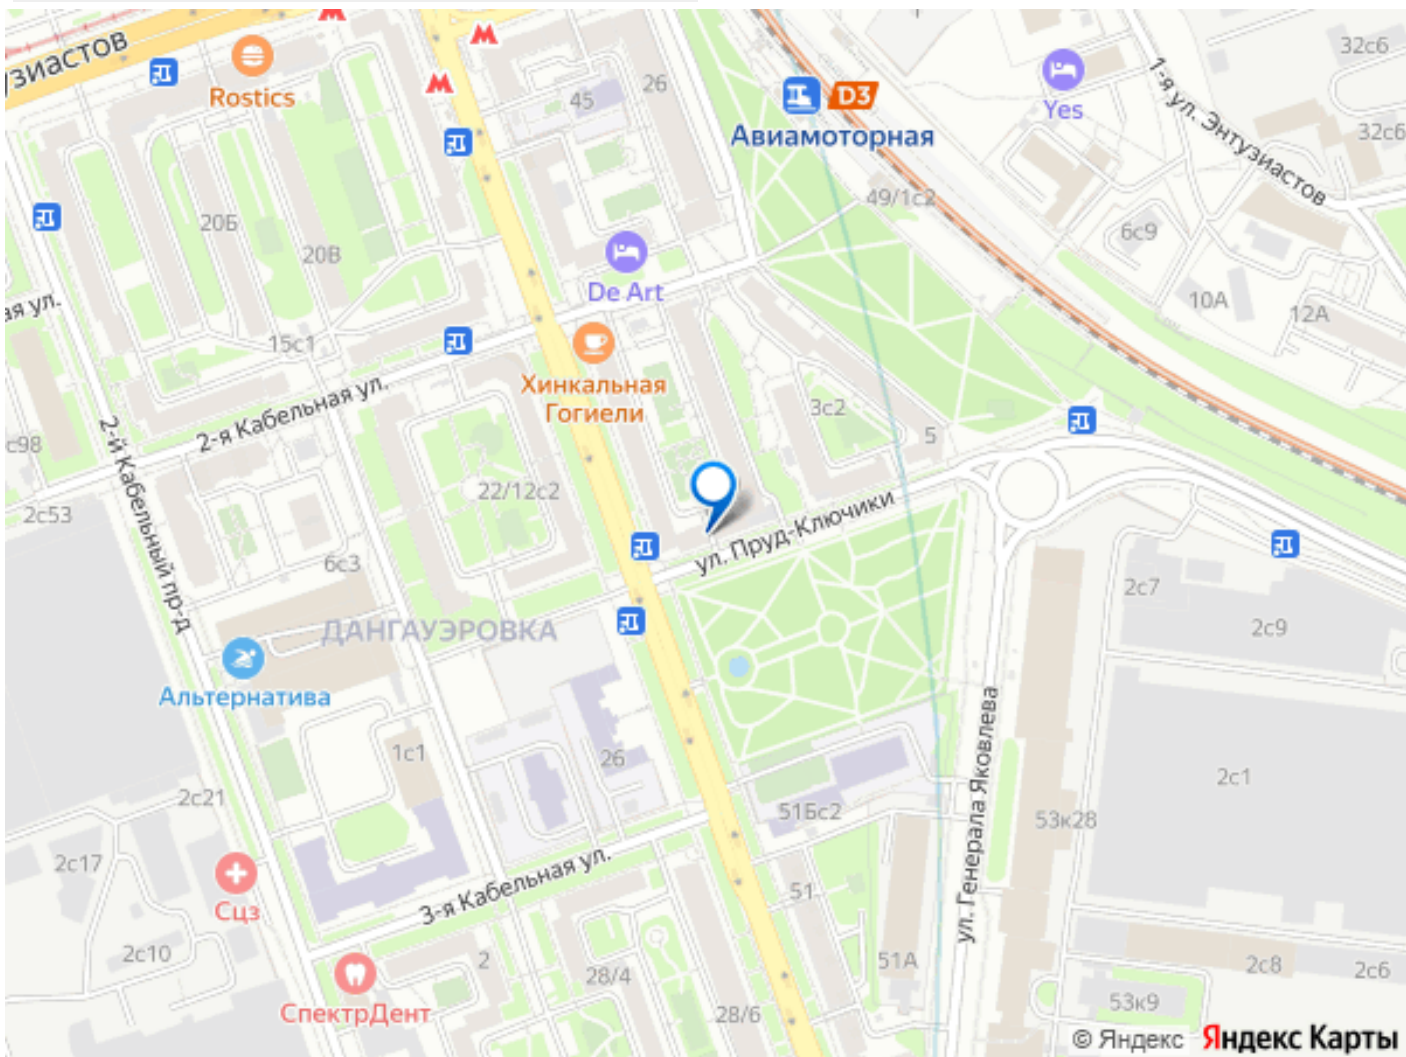 узиастов
Rostics
45
26
D3
Авиамоторная
Yes
1-я ул. Энтузиастов
32с6
32с6
49/1с2
6с9
20Б
20В
De Art
10А
12А
ая ул.
15с1
Хинкальная
Гогиели
2-я Кабельная ул.
2-й Кабельный пр-д
3с2
5
с98
2с53
22/12с2
ул. Пруд-Ключики
6с3
ДАНГАУЭРОВКА
2с7
2с9
Альтернатива
1с1
26
2с21
51Бс2
ул. Генерала Яковлева
2с1
53к28
2с17
Сцз
3-я Кабельная ул.
51
2с10
2
28/4
51А
2с8
2с6
СпектрДент
28/6
53к9
© Яндекс Яндекс Карты